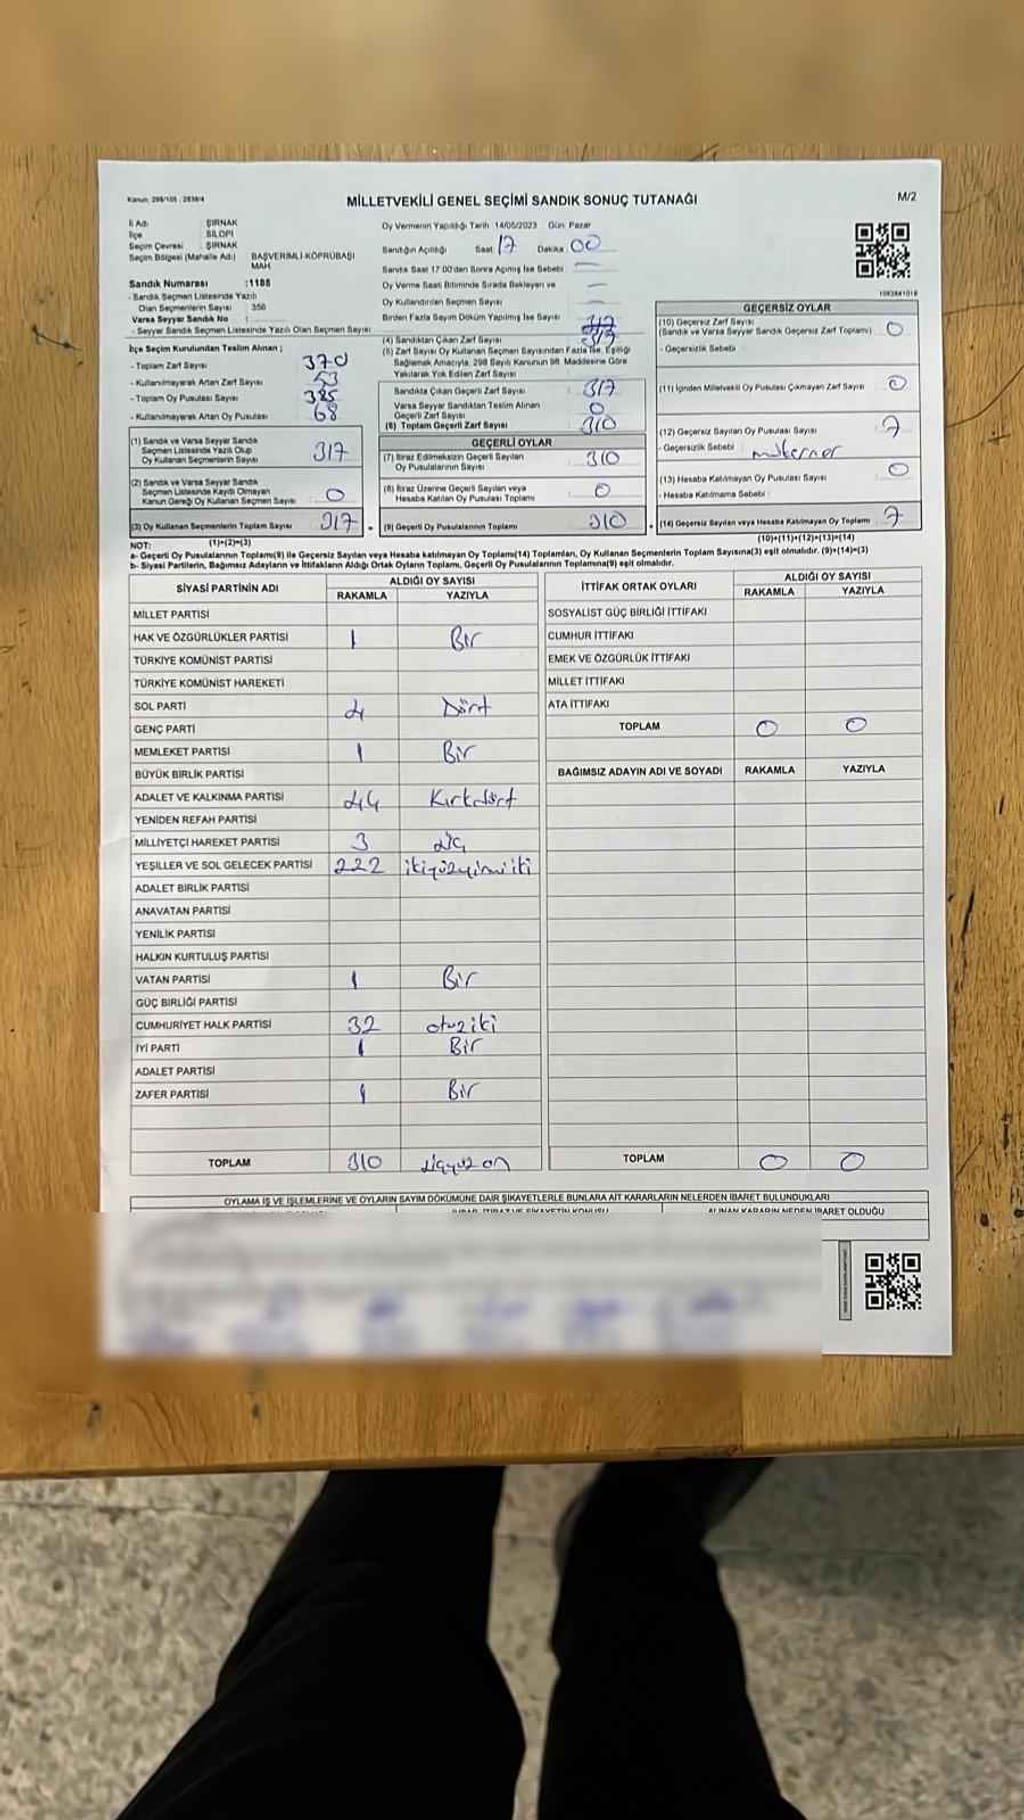 Kanun: 298/105 : 2839/4
MİLLETVEKİLİ GENEL SEÇİMİ SANDIK SONUÇ TUTANAĞI
M/2
İl Adı : ŞIRNAK
İlçe : SİLOPİ
Seçim Çevresi : ŞIRNAK
Seçim Bölgesi (Mahalle Adı) : BAŞVERİMLİ-KÖPRÜBAŞI MAH.
Sandık Numarası :1188
- Sandık Seçmen Listesinde Yazılı
Olan Seçmenlerin Sayısı : 350
Varsa Seyyar Sandık No :
- Seyyar Sandık Seçmen Listesinde Yazılı Olan Seçmen Sayısı :
Oy Vermenin Yapıldığı Tarih 14/05/2023 Gün: Pazar
Sandığın Açıldığı Saat 17 Dakika 00
Sandık Saat 17:00'den Sonra Açılmış İse Sebebi —
Oy Verme Saati Bitiminde Sırada Bekleyen ve
Oy Kullandırılan Seçmen Sayısı —
Birden Fazla Sayım Döküm Yapılmış İse Sayısı —
(4) Sandıktan Çıkan Zarf Sayısı 317
(5) Zarf Sayısı Oy Kullanan Seçmen Sayısından Fazla İse, Eşitliği
Sağlamak Amacıyla, 298 Sayılı Kanunun 98. Maddesine Göre
Yakılarak Yok Edilen Zarf Sayısı
Sandıkta Çıkan Geçerli Zarf Sayısı 317
Varsa Seyyar Sandıktan Teslim Alınan
Geçerli Zarf Sayısı 0
(6) Toplam Geçerli Zarf Sayısı 310
İlçe Seçim Kurulundan Teslim Alınan ;
- Toplam Zarf Sayısı 370
- Kullanılmayarak Artan Zarf Sayısı 53
- Toplam Oy Pusulası Sayısı 385
- Kullanılmayarak Artan Oy Pusulası 68
(1) Sandık ve Varsa Seyyar Sandık
Seçmen Listesinde Yazılı Olup
Oy Kullanan Seçmenlerin Sayısı 317
(2) Sandık ve Varsa Seyyar Sandık
Seçmen Listesinde Kaydı Olmayan
Kanun Gereği Oy Kullanan Seçmen Sayısı 0
(3) Oy Kullanan Seçmenlerin Toplam Sayısı 317
(1)+(2)=(3)
GEÇERLİ OYLAR
(7) İtiraz Edilmeksizin Geçerli Sayılan
Oy Pusulalarının Sayısı 310
(8) İtiraz Üzerine Geçerli Sayılan veya
Hesaba Katılan Oy Pusulası Toplamı 0
(9) Geçerli Oy Pusulalarının Toplamı 310
1093841018
GEÇERSİZ OYLAR
(10) Geçersiz Zarf Sayısı
(Sandık ve Varsa Seyyar Sandık Geçersiz Zarf Toplamı) 0
- Geçersizlik Sebebi
(11) İçinden Milletvekili Oy Pusulası Çıkmayan Zarf Sayısı 0
(12) Geçersiz Sayılan Oy Pusulası Sayısı 7
- Geçersizlik Sebebi mükerrer
(13) Hesaba Katılmayan Oy Pusulası Sayısı 0
- Hesaba Katılmama Sebebi :
(14) Geçersiz Sayılan veya Hesaba Katılmayan Oy Toplamı 7
(10)+(11)+(12)+(13)=(14)
NOT:
a- Geçerli Oy Pusulalarının Toplamı(9) ile Geçersiz Sayılan veya Hesaba katılmayan Oy Toplamı(14) Toplamları, Oy Kullanan Seçmenlerin Toplam Sayısına(3) eşit olmalıdır. (9)+(14)=(3)
b- Siyasi Partilerin, Bağımsız Adayların ve İttifakların Aldığı Ortak Oyların Toplamı, Geçerli Oy Pusulalarının Toplamına(9) eşit olmalıdır.
SİYASİ PARTİNİN ADI ALDIĞI OY SAYISI
RAKAMLA YAZIYLA
MİLLET PARTİSİ
HAK VE ÖZGÜRLÜKLER PARTİSİ 1 Bir
TÜRKİYE KOMÜNİST PARTİSİ
TÜRKİYE KOMÜNİST HAREKETİ
SOL PARTİ 4 Dört
GENÇ PARTİ
MEMLEKET PARTİSİ 1 Bir
BÜYÜK BİRLİK PARTİSİ
ADALET VE KALKINMA PARTİSİ 44 Kırkdört
YENİDEN REFAH PARTİSİ
MİLLİYETÇİ HAREKET PARTİSİ 3 üç
YEŞİLLER VE SOL GELECEK PARTİSİ 222 ikiyüzyirmiiki
ADALET BİRLİK PARTİSİ
ANAVATAN PARTİSİ
YENİLİK PARTİSİ
HALKIN KURTULUŞ PARTİSİ
VATAN PARTİSİ 1 Bir
GÜÇ BİRLİĞİ PARTİSİ
CUMHURİYET HALK PARTİSİ 32 otuziki
İYİ PARTİ 1 Bir
ADALET PARTİSİ
ZAFER PARTİSİ 1 Bir
TOPLAM 310 üçyüz on
İTTİFAK ORTAK OYLARI ALDIĞI OY SAYISI
RAKAMLA YAZIYLA
SOSYALİST GÜÇ BİRLİĞİ İTTİFAKI
CUMHUR İTTİFAKI
EMEK VE ÖZGÜRLÜK İTTİFAKI
MİLLET İTTİFAKI
ATA İTTİFAKI
TOPLAM 0 0
BAĞIMSIZ ADAYIN ADI VE SOYADI RAKAMLA YAZIYLA
TOPLAM 0 0
OYLAMA İŞ VE İŞLEMLERİNE VE OYLARIN SAYIM DÖKÜMÜNE DAİR ŞİKAYETLERLE BUNLARA AİT KARARLARIN NELERDEN İBARET BULUNDUKLARI
ALINAN KARARIN NEDEN İBARET OLDUĞU